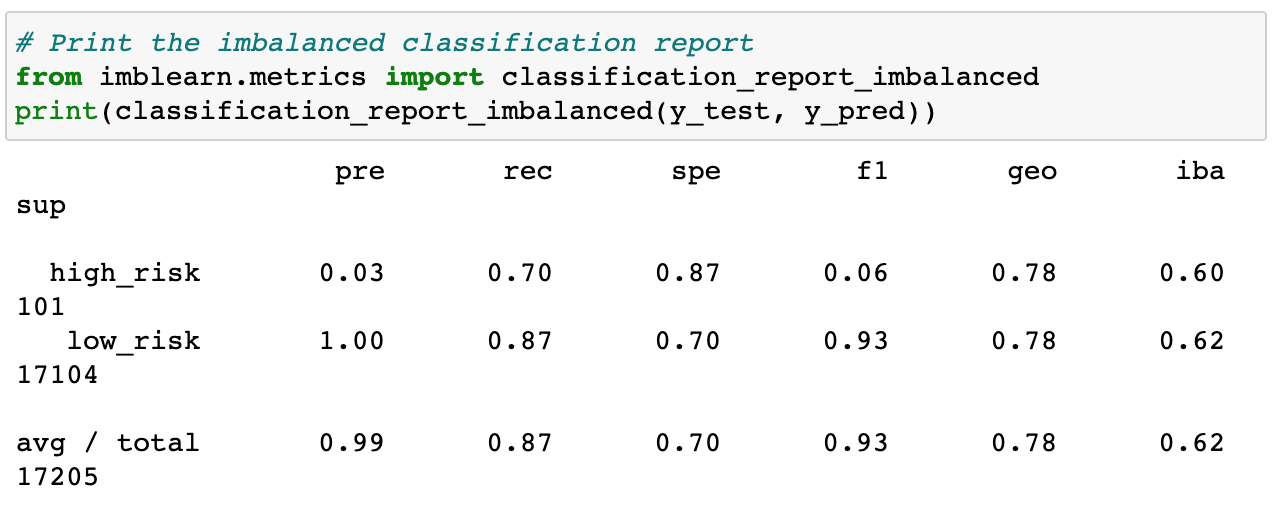 # Print the imbalanced classification report
from imblearn.metrics import classification_report_imbalanced
print(classification_report_imbalanced(y_test, y_pred))
pre rec spe f1 geo iba
sup
high_risk 0.03 0.70 0.87 0.06 0.78 0.60
101
low_risk 1.00 0.87 0.70 0.93 0.78 0.62
17104
avg / total 0.99 0.87 0.70 0.93 0.78 0.62
17205